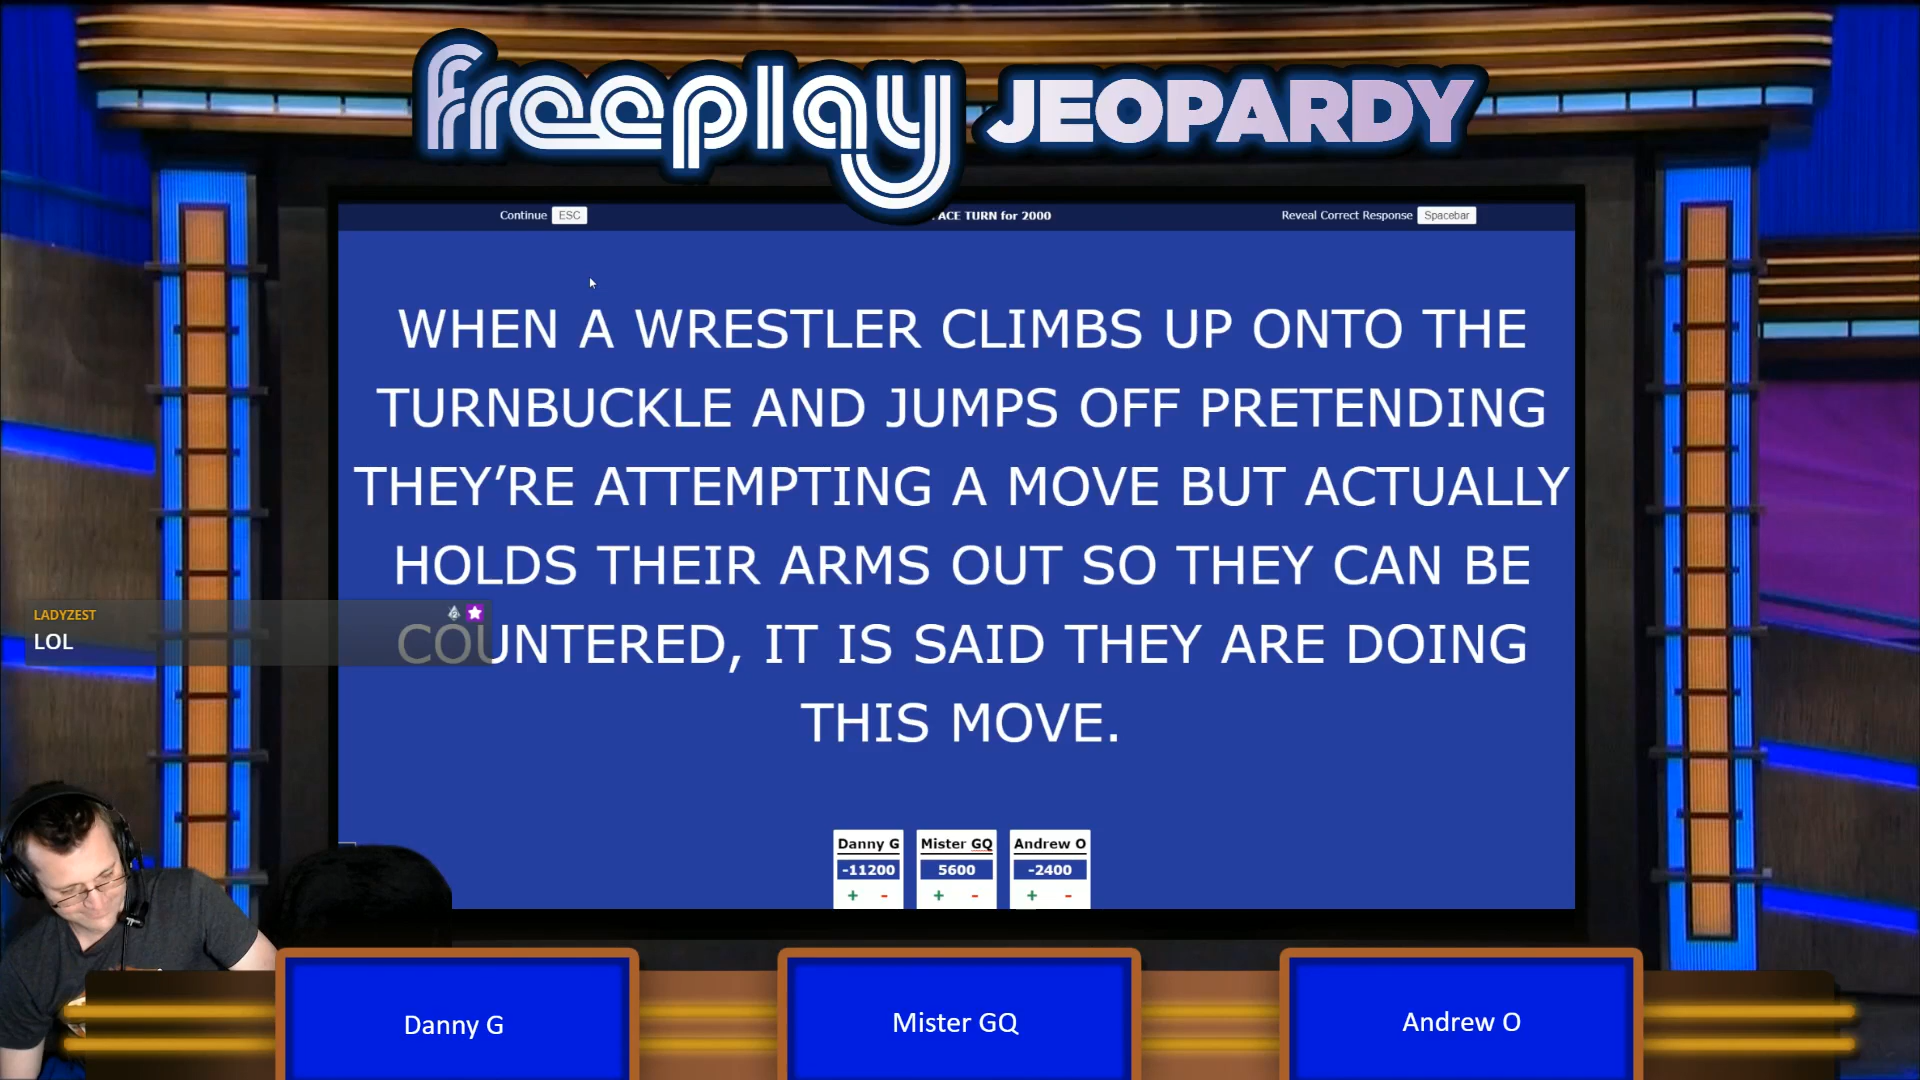 freeplay JEOPARDY
Continue ESC
ACE TURN for 2000
Reveal Correct Response Spacebar
WHEN A WRESTLER CLIMBS UP ONTO THE
TURNBUCKLE AND JUMPS OFF PRETENDING
THEY’RE ATTEMPTING A MOVE BUT ACTUALLY
HOLDS THEIR ARMS OUT SO THEY CAN BE
COUNTERED, IT IS SAID THEY ARE DOING
THIS MOVE.
LADYZEST
LOL
Danny G Mister GQ Andrew O
-11200 5600 -2400
+ - + - + -
Danny G
Mister GQ
Andrew O